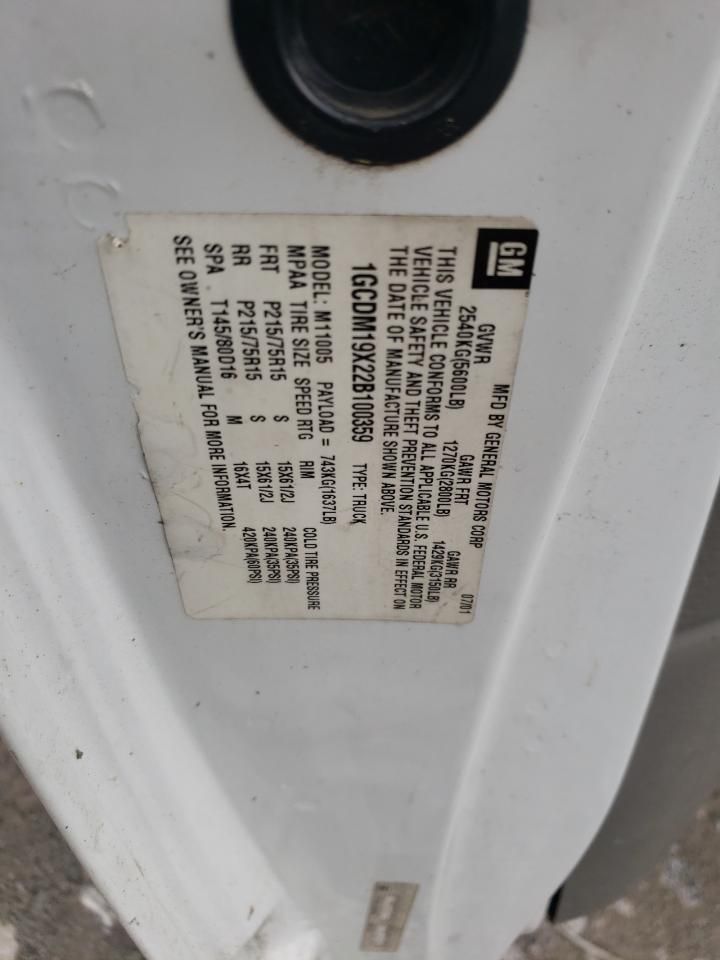 GM
MFD BY GENERAL MOTORS CORP 07/01
GVWR GAWR FRT GAWR RR
2540KG(5600LB) 1270KG(2800LB) 1429KG(3150LB)
THIS VEHICLE CONFORMS TO ALL APPLICABLE U.S. FEDERAL MOTOR
VEHICLE SAFETY AND THEFT PREVENTION STANDARDS IN EFFECT ON
THE DATE OF MANUFACTURE SHOWN ABOVE.
1GCDM19X22B100359 TYPE: TRUCK
MODEL: M11005 PAYLOAD = 743KG(1637LB)
MPAA TIRE SIZE SPEED RTG RIM COLD TIRE PRESSURE
FRT P215/75R15 S 15X61/2J 240KPA(35PSI)
RR P215/75R15 S 15X61/2J 240KPA(35PSI)
SPA T145/80D16 M 16X4T 420KPA(60PSI)
SEE OWNER'S MANUAL FOR MORE INFORMATION.